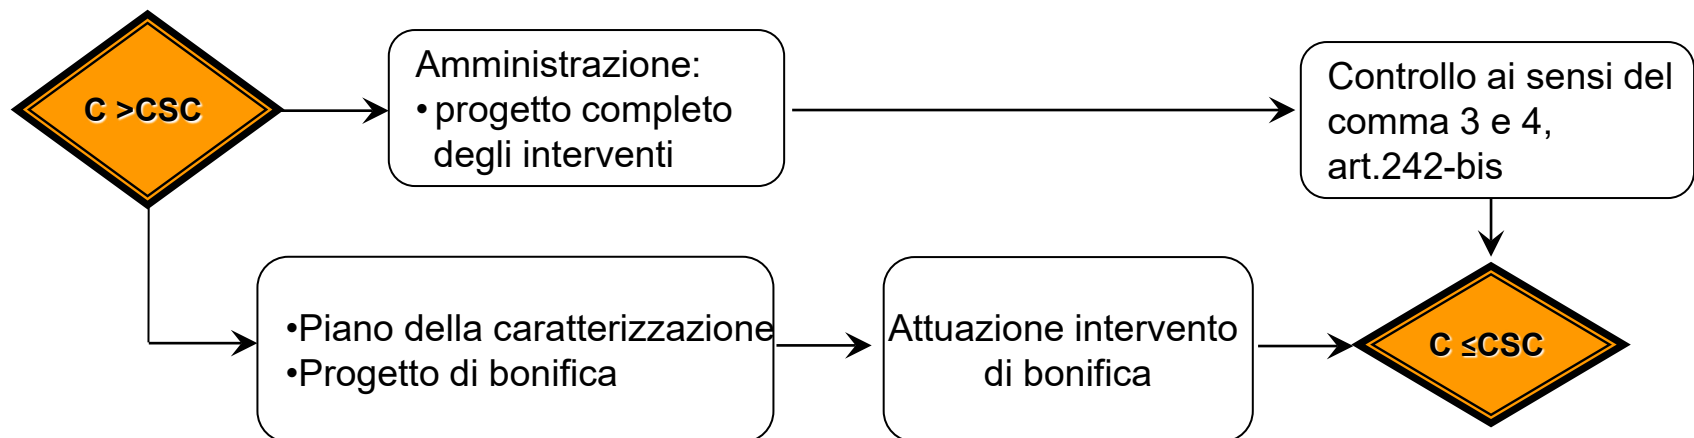 C >CSC
Amministrazione:
• progetto completo
degli interventi
Controllo ai sensi del
comma 3 e 4,
art.242-bis
•Piano della caratterizzazione
•Progetto di bonifica
Attuazione intervento
di bonifica
C ≤CSC